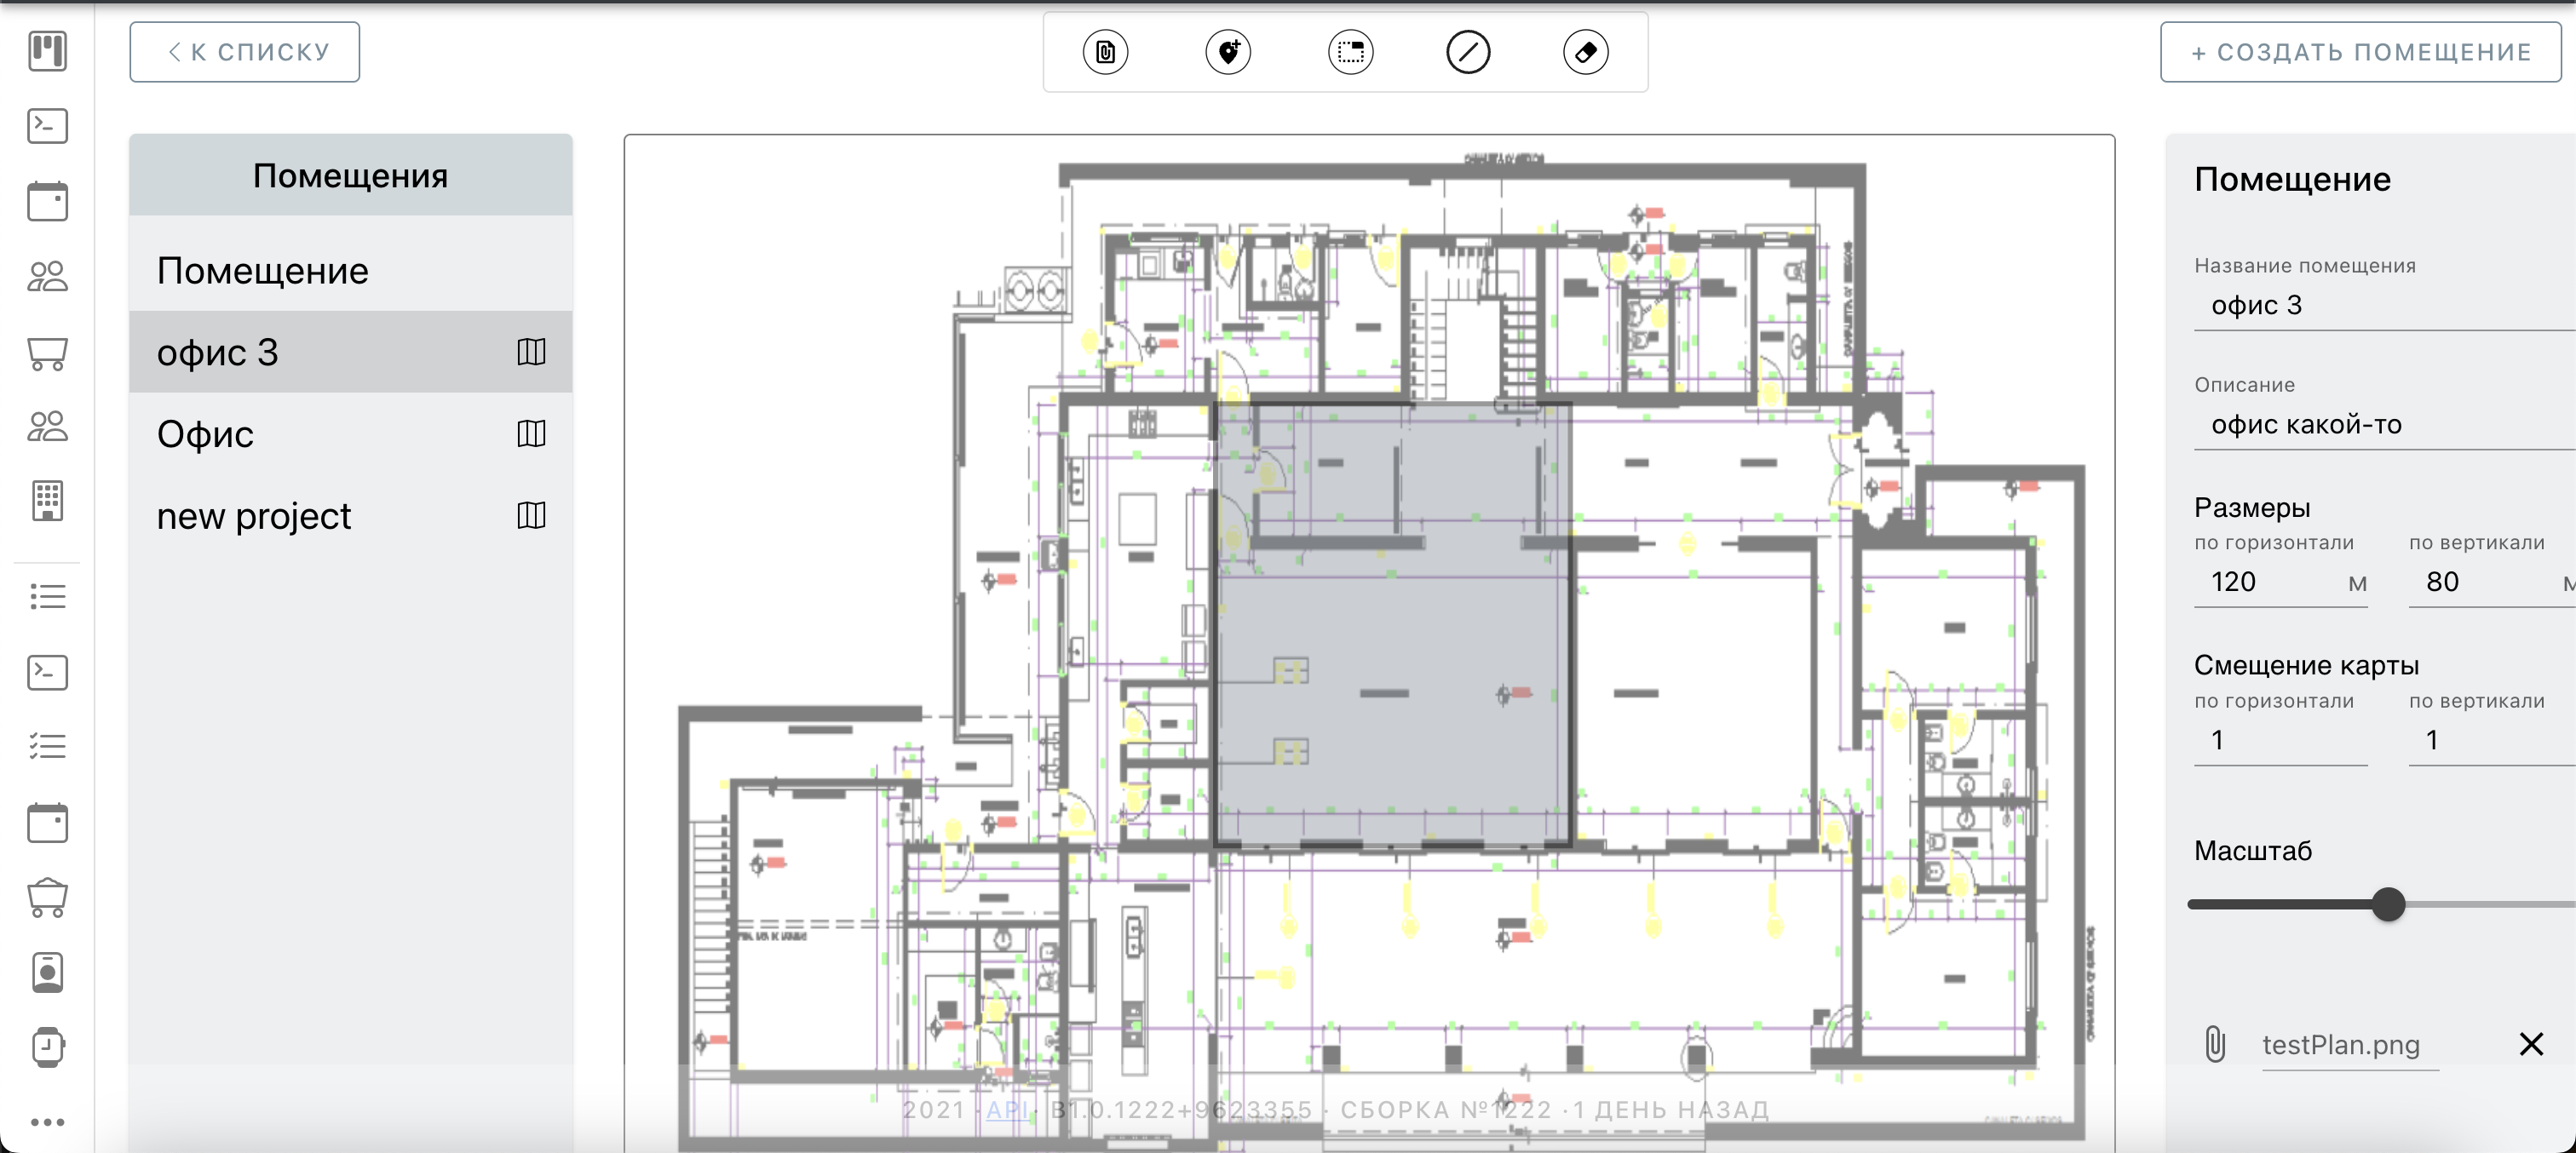 К СПИСКУ
+ СОЗДАТЬ ПОМЕЩЕНИЕ
Помещения
Помещение
офис 3
Офис
new project
Помещение
Название помещения
офис 3
Описание
офис какой-то
Размеры
по горизонтали
по вертикали
120 м
80 м
Смещение карты
по горизонтали
по вертикали
1
1
Масштаб
testPlan.png
2021 · API · В1.0.1222+9623355 · СБОРКА №1222 · 1 ДЕНЬ НАЗАД